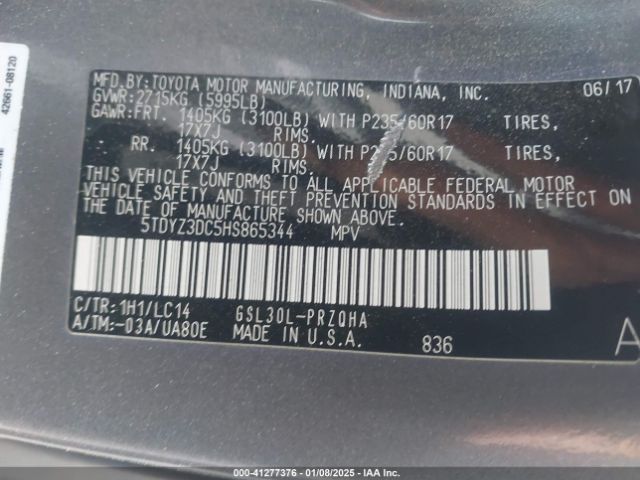 42661-08120
MFD.BY:TOYOTA MOTOR MANUFACTURING, INDIANA, INC. 06/17
GVWR:2715KG (5995LB)
GAWR:FRT. 1405KG (3100LB) WITH P235/60R17 TIRES,
17X7J RIMS.
RR. 1405KG (3100LB) WITH P235/60R17 TIRES,
17X7J RIMS.
THIS VEHICLE CONFORMS TO ALL APPLICABLE FEDERAL MOTOR
VEHICLE SAFETY AND THEFT PREVENTION STANDARDS IN EFFECT ON
THE DATE OF MANUFACTURE SHOWN ABOVE.
5TDYZ3DC5HS865344 MPV
C/TR:1H1/LC14 GSL30L-PRZQHA
A/TM:-03A/UA80E MADE IN U.S.A. 836 A
000-41277376 - 01/08/2025 - IAA Inc.